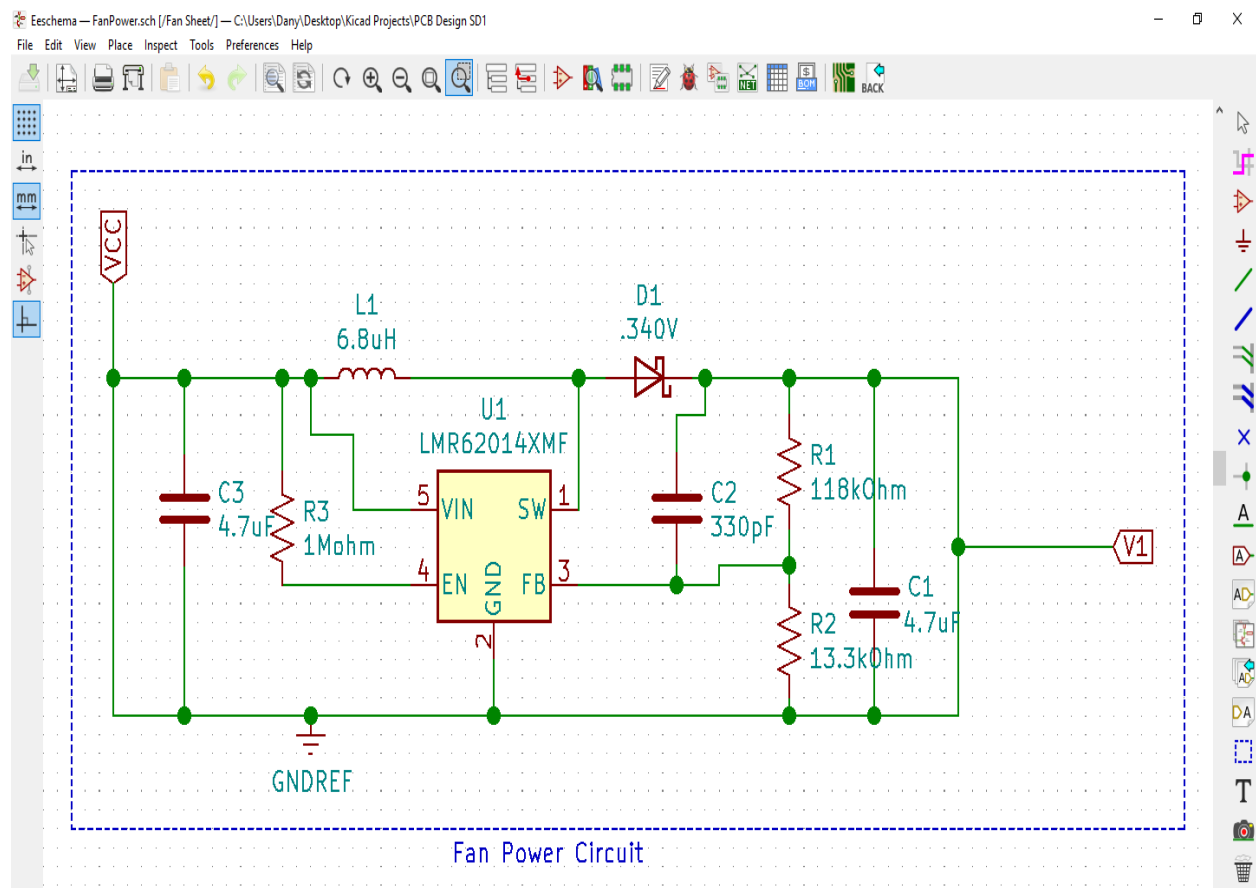 Eeschema — FanPower.sch [/Fan Sheet/] — C:\Users\Dany\Desktop\Kicad Projects\PCB Design SD1
File Edit View Place Inspect Tools Preferences Help
NET
$
BOM
BACK
in
mm
VCC
L1
6.8uH
D1
.340V
U1
LMR62014XMF
5
VIN
SW
1
4
EN
GND
FB
3
2
C3
4.7uF
R3
1Mohm
C2
330pF
R1
118kOhm
R2
13.3kOhm
C1
4.7uF
V1
GNDREF
Fan Power Circuit
A
A
AD
AD
DA
T